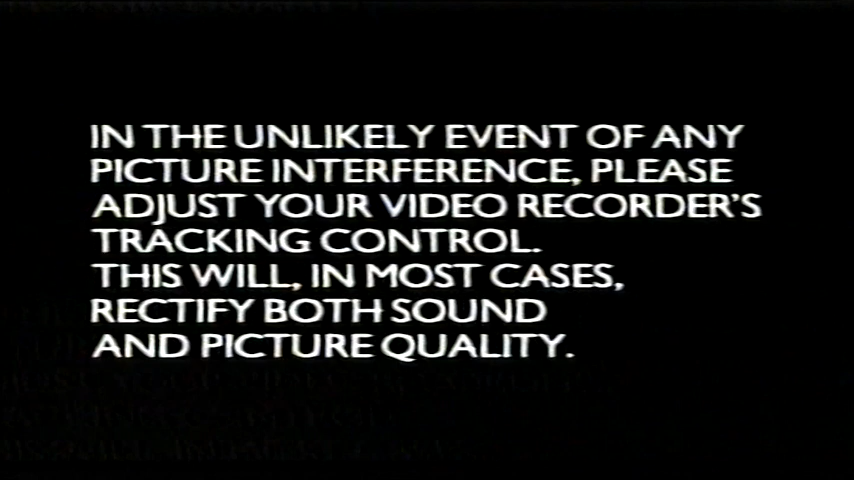 IN THE UNLIKELY EVENT OF ANY
PICTURE INTERFERENCE, PLEASE
ADJUST YOUR VIDEO RECORDER'S
TRACKING CONTROL.
THIS WILL, IN MOST CASES,
RECTIFY BOTH SOUND
AND PICTURE QUALITY.